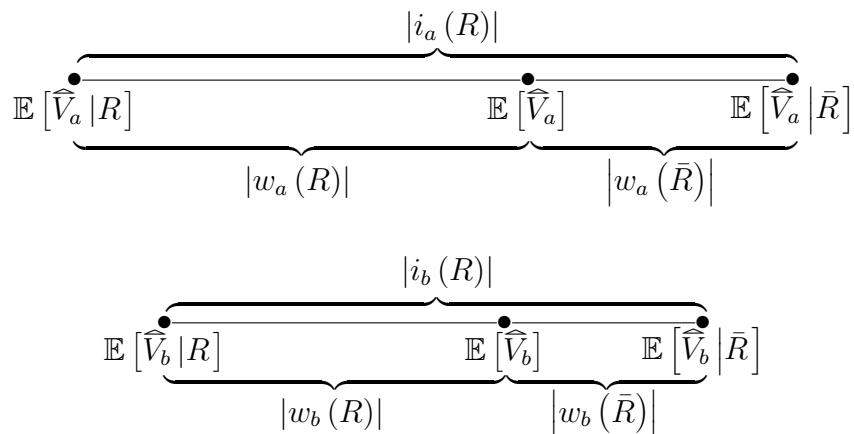 |i_a (R)|
𝔼 [V̂_a |R] 𝔼 [V̂_a] 𝔼 [V̂_a |R̄]
|w_a (R)| |w_a (R̄)|
|i_b (R)|
𝔼 [V̂_b |R] 𝔼 [V̂_b] 𝔼 [V̂_b |R̄]
|w_b (R)| |w_b (R̄)|